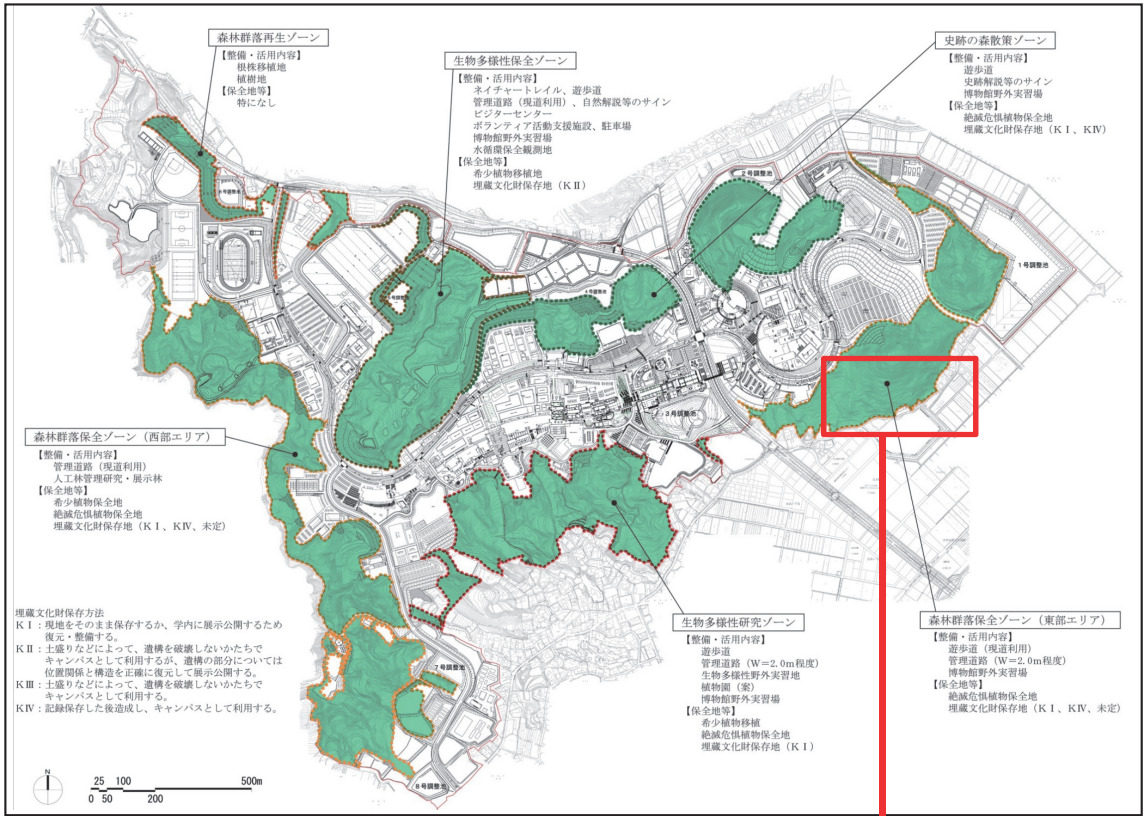 森林群落再生ゾーン
【整備・活用内容】
根株移植地
植樹地
【保全地等】
特になし
生物多様性保全ゾーン
【整備・活用内容】
ネイチャートレイル、遊歩道
管理道路（現道利用）、自然解説等のサイン
ビジターセンター
ボランティア活動支援施設、駐車場
博物館野外実習場
水循環保全観測地
【保全地等】
希少植物移植地
埋蔵文化財保存地（ＫⅡ）
史跡の森散策ゾーン
【整備・活用内容】
遊歩道
史跡解説等のサイン
博物館野外実習場
【保全地等】
絶滅危惧植物保全地
埋蔵文化財保存地（ＫⅠ、ＫⅣ）
2号調整池
1号調整池
3号調整池
森林群落保全ゾーン（西部エリア）
【整備・活用内容】
管理道路（現道利用）
人工林管理研究・展示林
【保全地等】
希少植物保全地
絶滅危惧植物保全地
埋蔵文化財保存地（ＫⅠ、ＫⅣ、未定）
埋蔵文化財保存方法
ＫⅠ：現地をそのまま保存するか、学内に展示公開するため
復元・整備する。
ＫⅡ：土盛りなどによって、遺構を破壊しないかたちで
キャンパスとして利用するが、遺構の部分については
位置関係と構造を正確に復元して展示公開する。
ＫⅢ：土盛りなどによって、遺構を破壊しないかたちで
キャンパスとして利用する。
ＫⅣ：記録保存した後造成し、キャンパスとして利用する。
生物多様性研究ゾーン
【整備・活用内容】
遊歩道
管理道路（Ｗ＝2.0m程度）
生物多様性野外実習地
植物園（案）
博物館野外実習場
【保全地等】
希少植物移植
絶滅危惧植物保全地
埋蔵文化財保存地（ＫⅠ）
森林群落保全ゾーン（東部エリア）
【整備・活用内容】
遊歩道（現道利用）
管理道路（Ｗ＝2.0m程度）
博物館野外実習場
【保全地等】
絶滅危惧植物保全地
埋蔵文化財保存地（ＫⅠ、ＫⅣ、未定）
7号調整池
8号調整池
N
25 100 500m
0 50 200